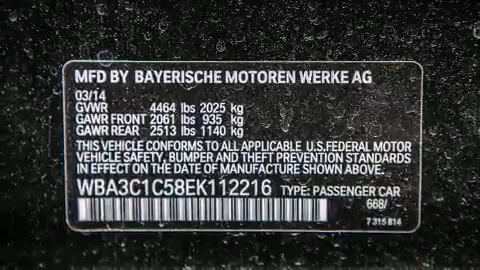 MFD BY BAYERISCHE MOTOREN WERKE AG
03/14
GVWR 4464 lbs 2025 kg
GAWR FRONT 2061 lbs 935 kg
GAWR REAR 2513 lbs 1140 kg
THIS VEHICLE CONFORMS TO ALL APPLICABLE U.S.FEDERAL MOTOR
VEHICLE SAFETY, BUMPER AND THEFT PREVENTION STANDARDS
IN EFFECT ON THE DATE OF MANUFACTURE SHOWN ABOVE.
WBA3C1C58EK112216 TYPE: PASSENGER CAR
668/
7 315 814